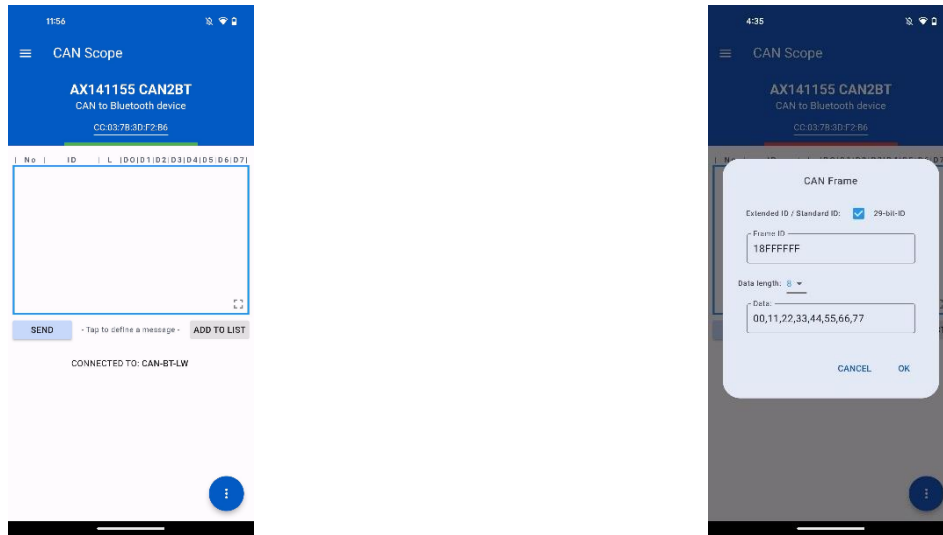 11:56
CAN Scope
AX141155 CAN2BT
CAN to Bluetooth device
CC:03:7B:3D:F2:B6
| No | ID | L |D0|D1|D2|D3|D4|D5|D6|D7|
SEND - Tap to define a message - ADD TO LIST
CONNECTED TO: CAN-BT-LW
4:35
CAN Scope
AX141155 CAN2BT
CAN to Bluetooth device
CC:03:7B:3D:F2:B6
CAN Frame
Extended ID / Standard ID: 29-bit-ID
Frame ID
18FFFFFF
Data length: 8
Data:
00,11,22,33,44,55,66,77
CANCEL OK